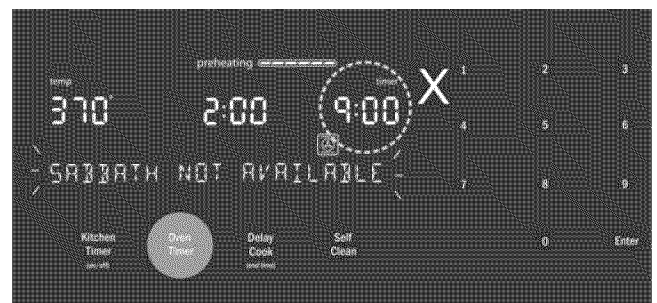 preheating
temp timer
370° 2:00 9:00 X
SABBATH NOT AVAILABLE
Kitchen Timer
Oven Timer
Delay Cook
Self Clean
1 2 3
4 5 6
7 8 9
0 Enter